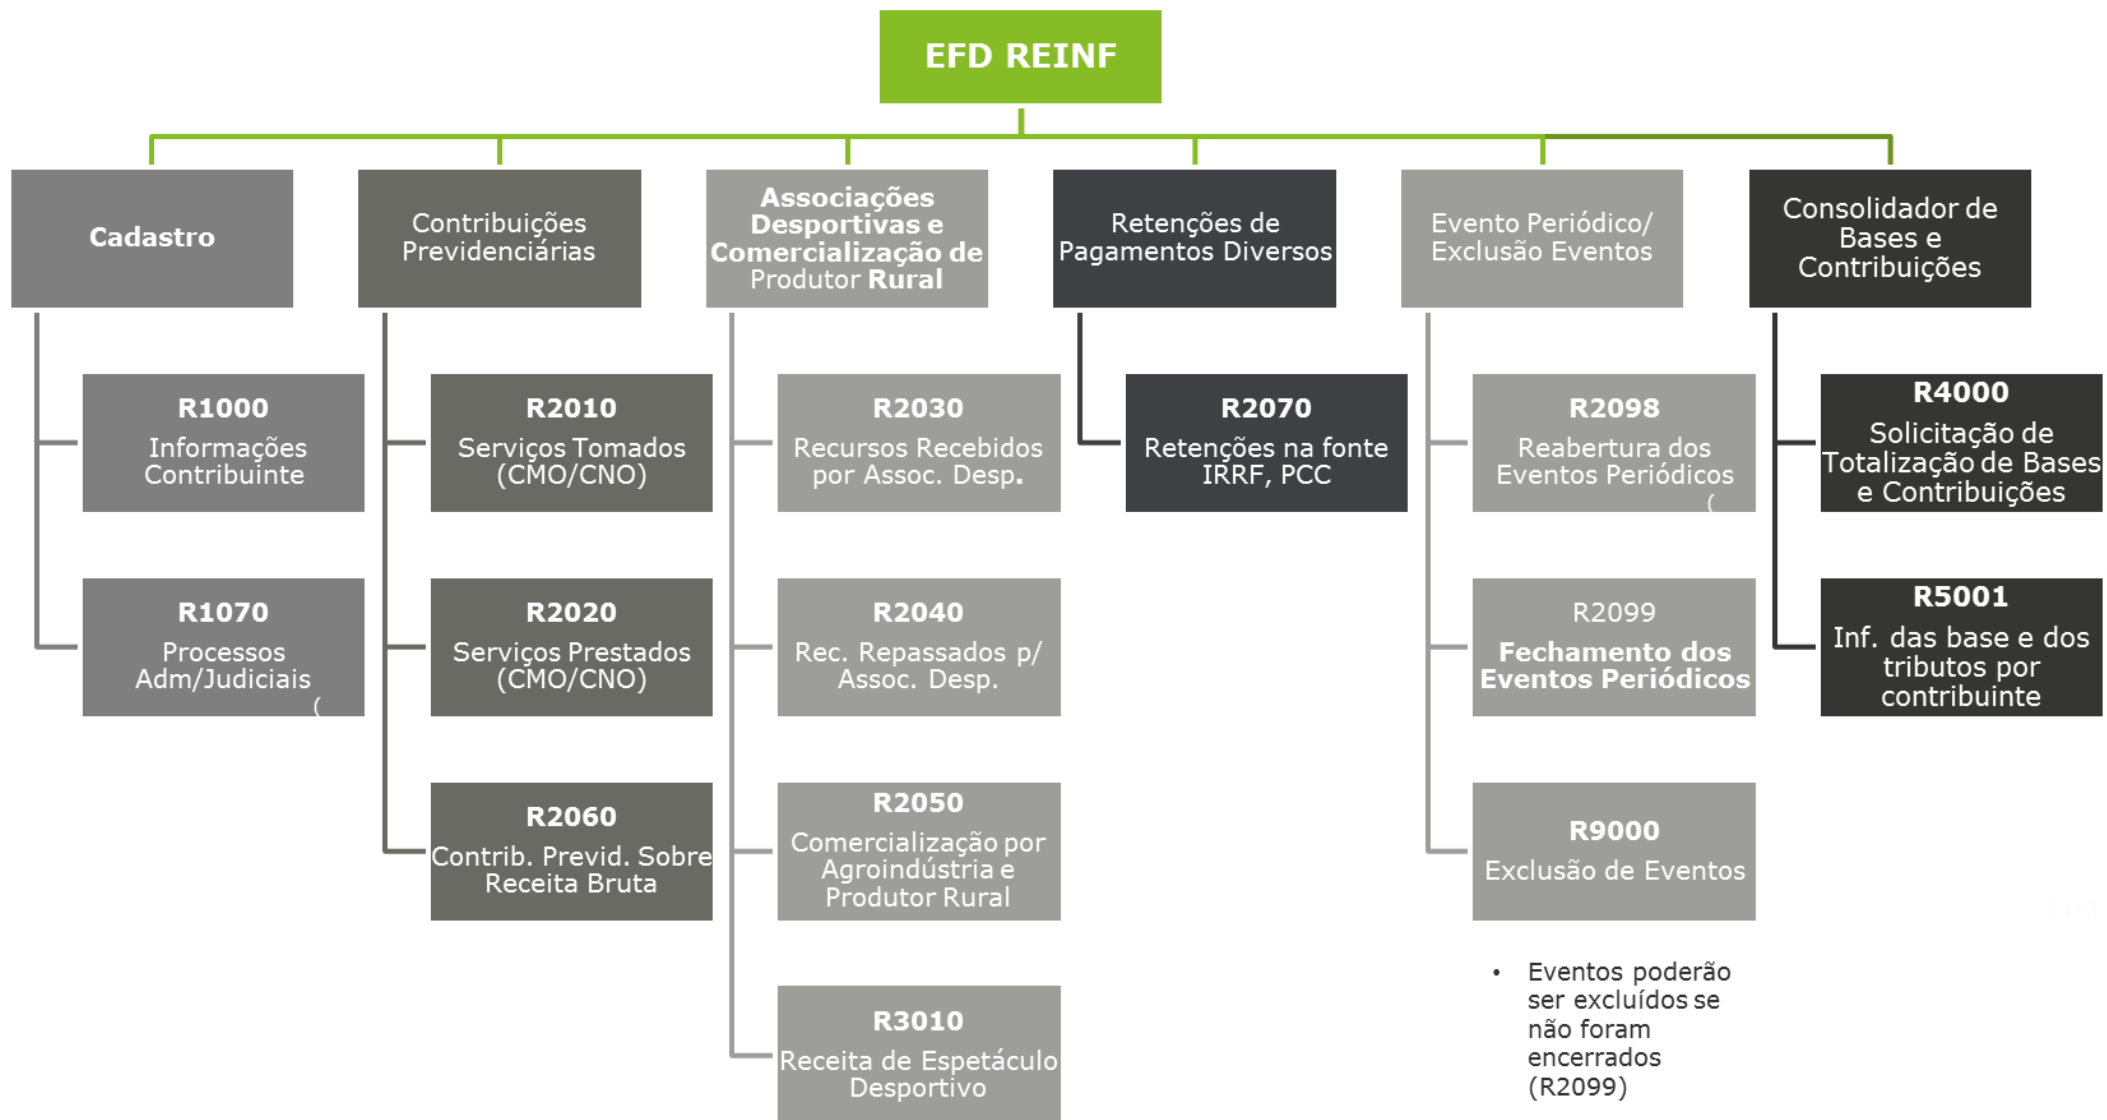 EFD REINF
Cadastro
Contribuições
Previdenciárias
Associações
Desportivas e
Comercialização de
Produtor Rural
Retenções de
Pagamentos Diversos
Evento Periódico/
Exclusão Eventos
Consolidador de
Bases e
Contribuições
R1000
Informações
Contribuinte
R1070
Processos
Adm/Judiciais
(
R2010
Serviços Tomados
(CMO/CNO)
R2020
Serviços Prestados
(CMO/CNO)
R2060
Contrib. Previd. Sobre
Receita Bruta
R2030
Recursos Recebidos
por Assoc. Desp.
R2040
Rec. Repassados p/
Assoc. Desp.
R2050
Comercialização por
Agroindústria e
Produtor Rural
R3010
Receita de Espetáculo
Desportivo
R2070
Retenções na fonte
IRRF, PCC
R2098
Reabertura dos
Eventos Periódicos
(
R2099
Fechamento dos
Eventos Periódicos
R9000
Exclusão de Eventos
• Eventos poderão
ser excluídos se
não foram
encerrados
(R2099)
R4000
Solicitação de
Totalização de Bases
e Contribuições
R5001
Inf. das base e dos
tributos por
contribuinte